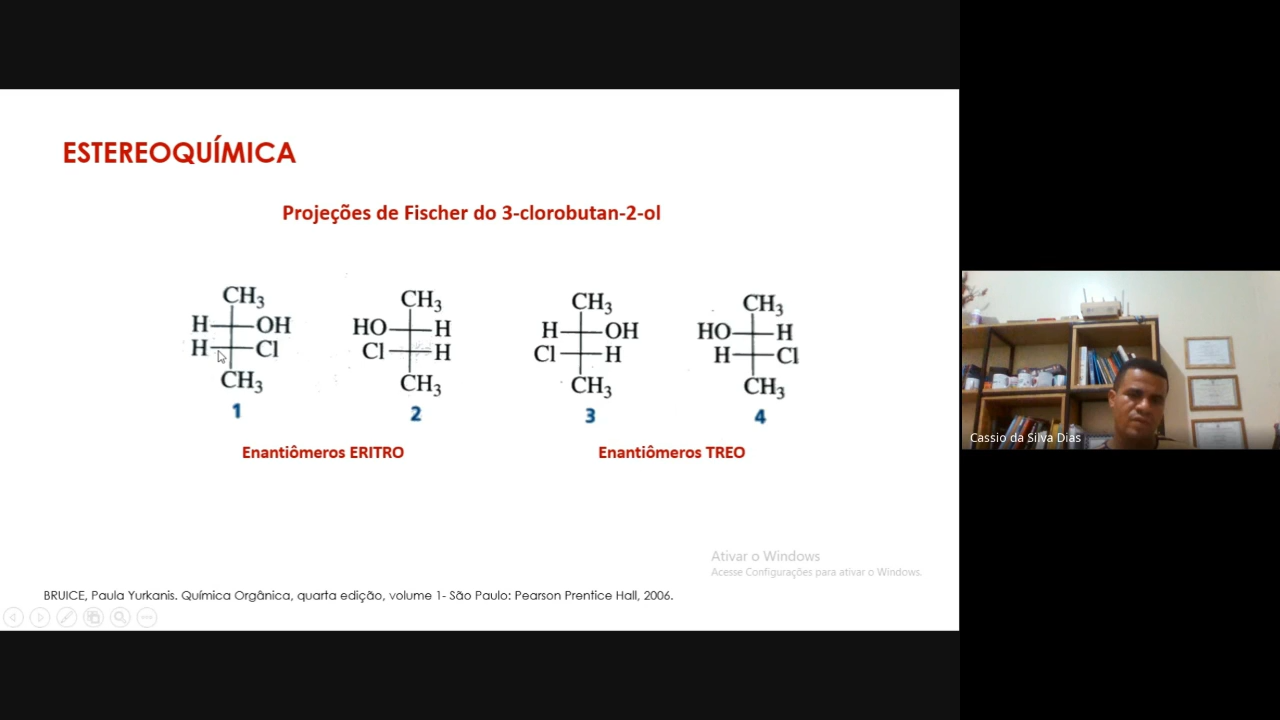 ESTEREOQUÍMICA
Projeções de Fischer do 3-clorobutan-2-ol
CH3
H OH
H Cl
CH3
1
CH3
HO H
Cl H
CH3
2
Enantiômeros ERITRO
CH3
H OH
Cl H
CH3
3
CH3
HO H
H Cl
CH3
4
Enantiômeros TREO
Ativar o Windows
Acesse Configurações para ativar o Windows.
BRUICE, Paula Yurkanis. Química Orgânica, quarta edição, volume 1- São Paulo: Pearson Prentice Hall, 2006.
Cassio da Silva Dias